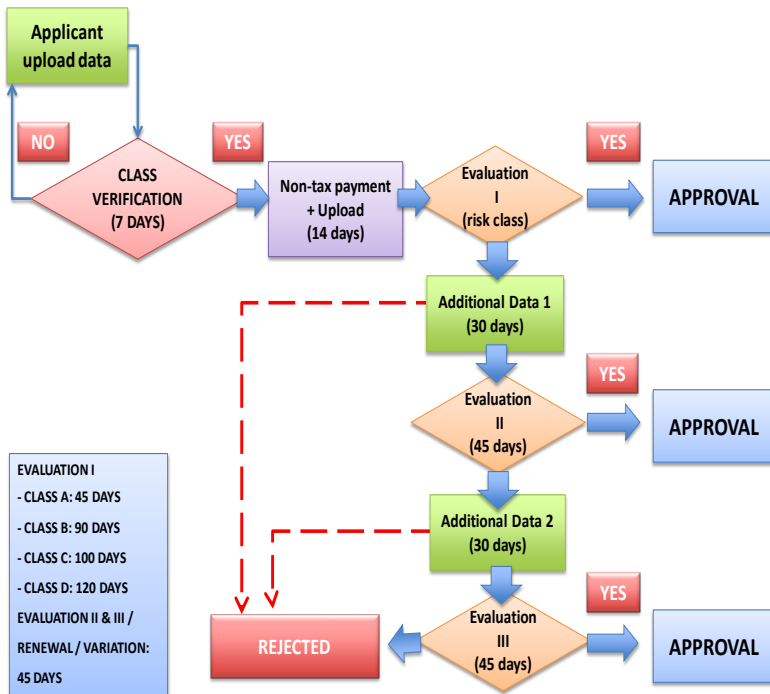 Applicant
upload data
NO
YES
CLASS
VERIFICATION
(7 DAYS)
Non-tax payment
+ Upload
(14 days)
Evaluation
I
(risk class)
YES
APPROVAL
Additional Data 1
(30 days)
Evaluation
II
(45 days)
YES
APPROVAL
Additional Data 2
(30 days)
Evaluation
III
(45 days)
YES
APPROVAL
REJECTED
EVALUATION I
- CLASS A: 45 DAYS
- CLASS B: 90 DAYS
- CLASS C: 100 DAYS
- CLASS D: 120 DAYS
EVALUATION II & III /
RENEWAL / VARIATION:
45 DAYS